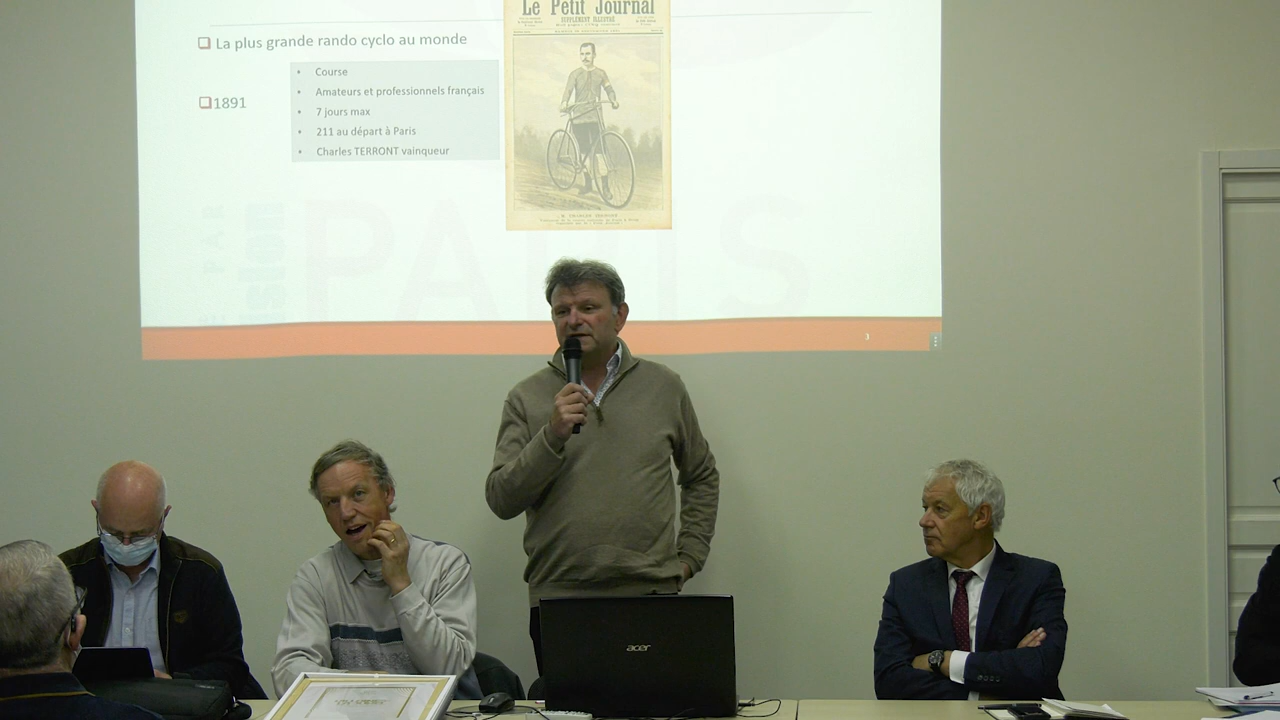 Le Petit Journal
SUPPLÉMENT ILLUSTRÉ
La plus grande rando cyclo au monde
1891
• Course
• Amateurs et professionnels français
• 7 jours max
• 211 au départ à Paris
• Charles TERRONT vainqueur
PARIS
3
acer